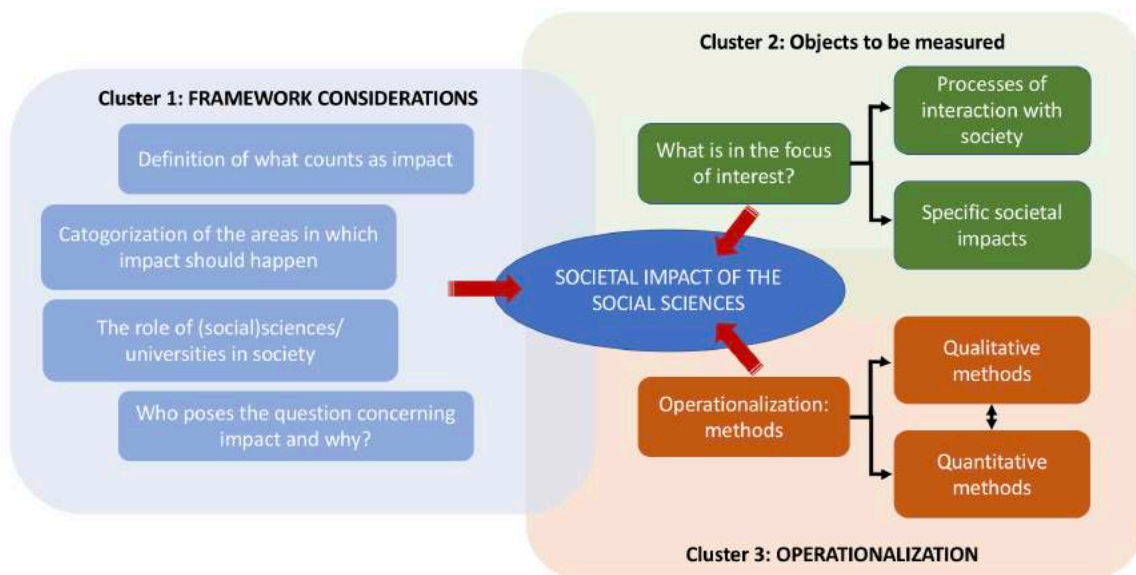 Cluster 1: FRAMEWORK CONSIDERATIONS
Definition of what counts as impact
Catogorization of the areas in which
impact should happen
The role of (social)sciences/
universities in society
Who poses the question concerning
impact and why?
SOCIETAL IMPACT OF THE
SOCIAL SCIENCES
Cluster 2: Objects to be measured
What is in the focus
of interest?
Processes of
interaction with
society
Specific societal
impacts
Operationalization:
methods
Qualitative
methods
Quantitative
methods
Cluster 3: OPERATIONALIZATION